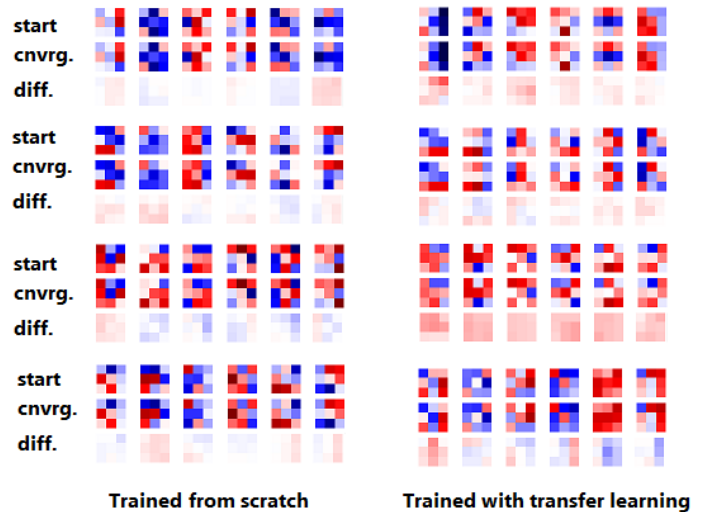 start
cnvrg.
diff.
start
cnvrg.
diff.
start
cnvrg.
diff.
start
cnvrg.
diff.
Trained from scratch
Trained with transfer learning